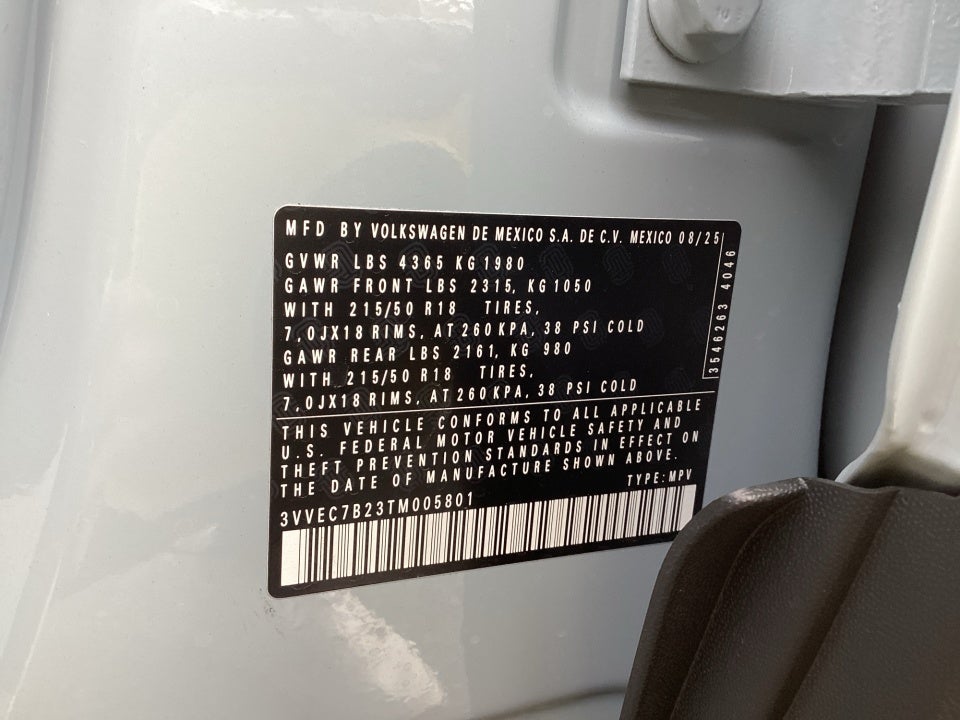 MFD BY VOLKSWAGEN DE MEXICO S.A. DE C.V. MEXICO 08/25
GVWR LBS 4365 KG 1980
GAWR FRONT LBS 2315, KG 1050
WITH 215/50 R18 TIRES,
7,0JX18 RIMS, AT 260 KPA, 38 PSI COLD
GAWR REAR LBS 2161, KG 980
WITH 215/50 R18 TIRES,
7,0JX18 RIMS, AT 260 KPA, 38 PSI COLD
3546263 4046
THIS VEHICLE CONFORMS TO ALL APPLICABLE
U.S. FEDERAL MOTOR VEHICLE SAFETY AND
THEFT PREVENTION STANDARDS IN EFFECT ON
THE DATE OF MANUFACTURE SHOWN ABOVE.
TYPE: MPV
3VVEC7B23TM005801